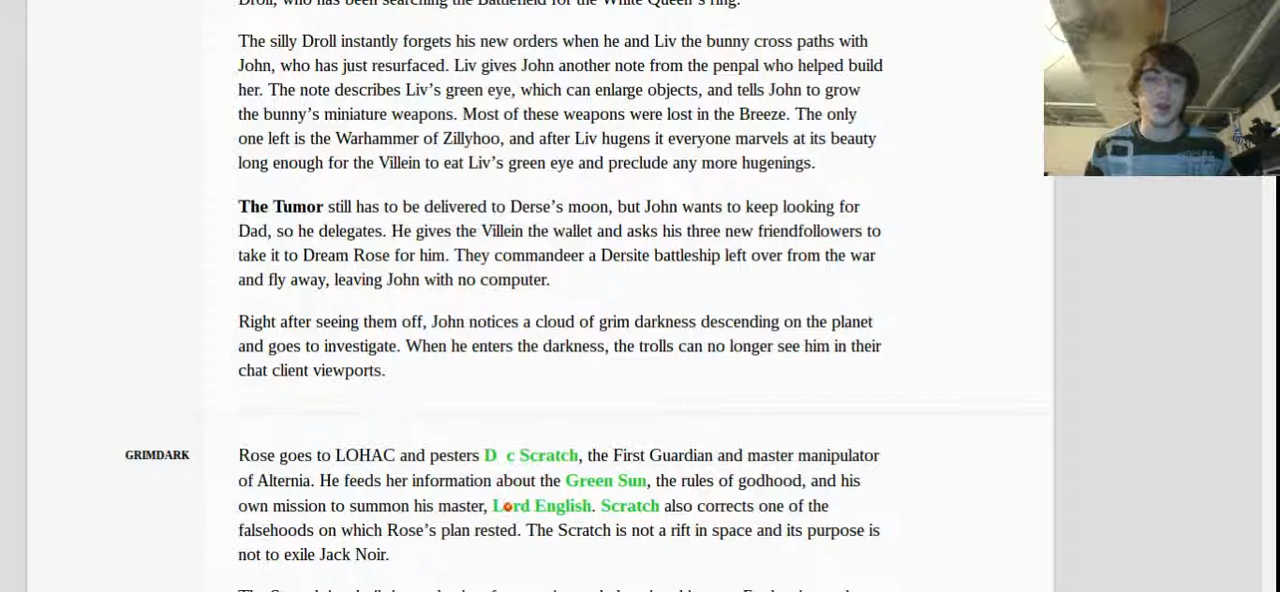 Droll, who has been searching the Battlefield for the White Queen's ring.
The silly Droll instantly forgets his new orders when he and Liv the bunny cross paths with
John, who has just resurfaced. Liv gives John another note from the penpal who helped build
her. The note describes Liv's green eye, which can enlarge objects, and tells John to grow
the bunny's miniature weapons. Most of these weapons were lost in the Breeze. The only
one left is the Warhammer of Zillyhoo, and after Liv hugens it everyone marvels at its beauty
long enough for the Villein to eat Liv's green eye and preclude any more hugenings.
The Tumor still has to be delivered to Derse's moon, but John wants to keep looking for
Dad, so he delegates. He gives the Villein the wallet and asks his three new friendfollowers to
take it to Dream Rose for him. They commandeer a Dersite battleship left over from the war
and fly away, leaving John with no computer.
Right after seeing them off, John notices a cloud of grim darkness descending on the planet
and goes to investigate. When he enters the darkness, the trolls can no longer see him in their
chat client viewports.
GRIMDARK
Rose goes to LOHAC and pesters D c Scratch, the First Guardian and master manipulator
of Alternia. He feeds her information about the Green Sun, the rules of godhood, and his
own mission to summon his master, Lord English. Scratch also corrects one of the
falsehoods on which Rose's plan rested. The Scratch is not a rift in space and its purpose is
not to exile Jack Noir.